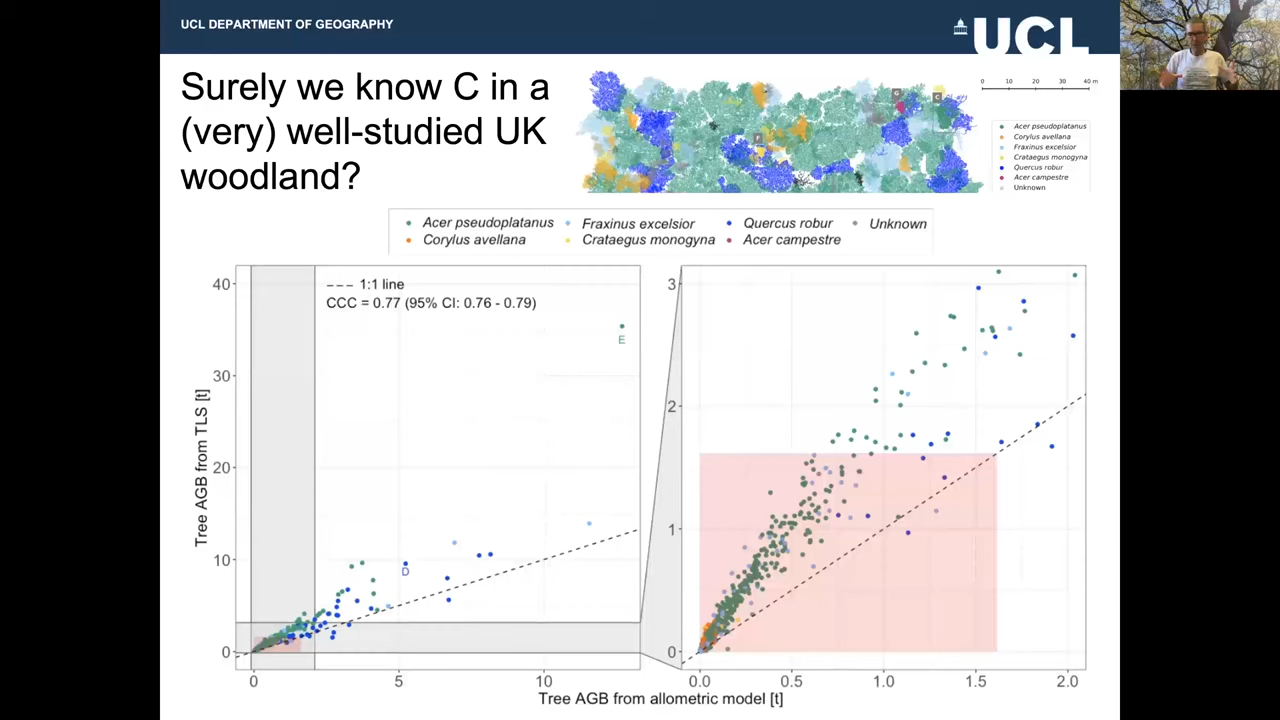 UCL DEPARTMENT OF GEOGRAPHY
UCL
Surely we know C in a
(very) well-studied UK
woodland?
0 10 20 30 40 m
G
C
F
Acer pseudoplatanus
Corylus avellana
Fraxinus excelsior
Crataegus monogyna
Quercus robur
Acer campestre
Unknown
Acer pseudoplatanus Fraxinus excelsior Quercus robur Unknown
Corylus avellana Crataegus monogyna Acer campestre
1:1 line
CCC = 0.77 (95% CI: 0.76 - 0.79)
E
D
Tree AGB from TLS [t]
40
30
20
10
0
0 5 10
3
2
1
0
0.0 0.5 1.0 1.5 2.0
Tree AGB from allometric model [t]